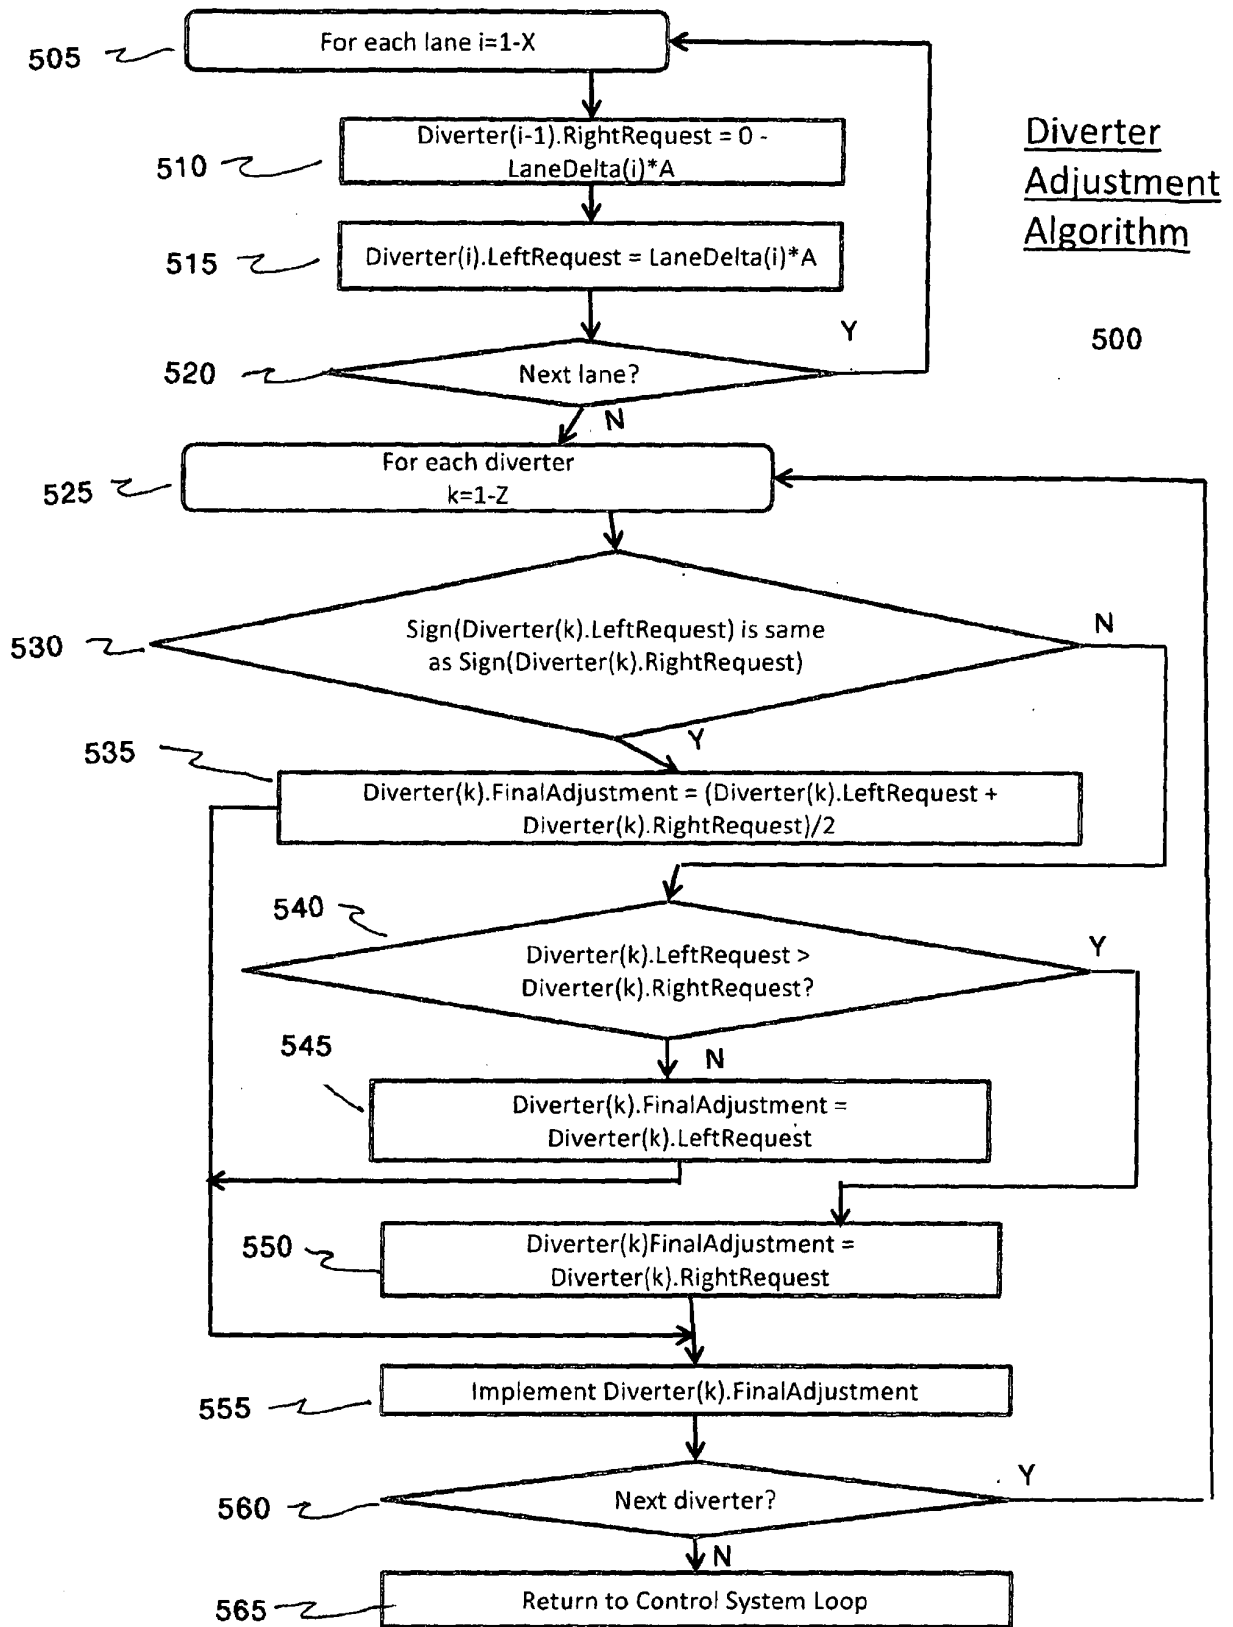 For each lane i=1-X
505
Diverter
Adjustment
Algorithm
500
Diverter(i-1).RightRequest = 0 -
LaneDelta(i)*A
510
Diverter(i).LeftRequest = LaneDelta(i)*A
515
Y
Next lane?
520
N
For each diverter
k=1-Z
525
Sign(Diverter(k).LeftRequest) is same
as Sign(Diverter(k).RightRequest)
530
N
Y
535
Diverter(k).FinalAdjustment = (Diverter(k).LeftRequest +
Diverter(k).RightRequest)/2
540
Diverter(k).LeftRequest >
Diverter(k).RightRequest?
Y
N
545
Diverter(k).FinalAdjustment =
Diverter(k).LeftRequest
550
Diverter(k)FinalAdjustment =
Diverter(k).RightRequest
Implement Diverter(k).FinalAdjustment
555
Next diverter?
560
Y
N
Return to Control System Loop
565